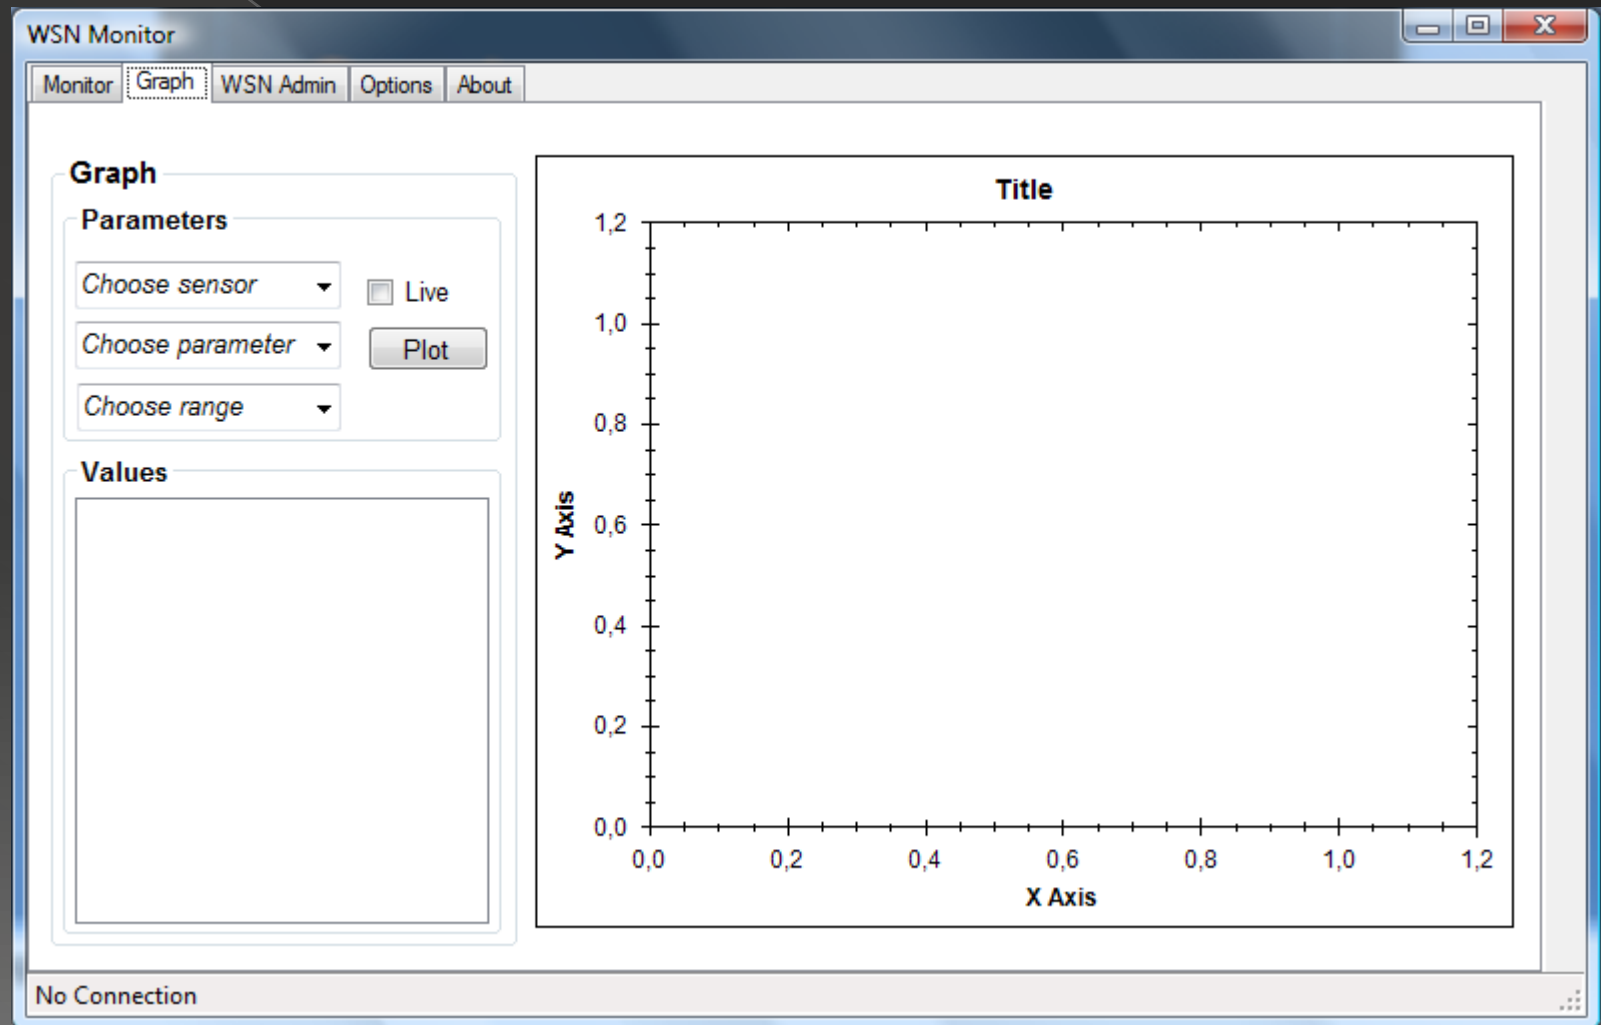 WSN Monitor
Monitor Graph WSN Admin Options About
Graph
Parameters
Choose sensor
Live
Choose parameter
Plot
Choose range
Values
Title
1,2
1,0
0,8
0,6
0,4
0,2
0,0
Y Axis
0,0 0,2 0,4 0,6 0,8 1,0 1,2
X Axis
No Connection